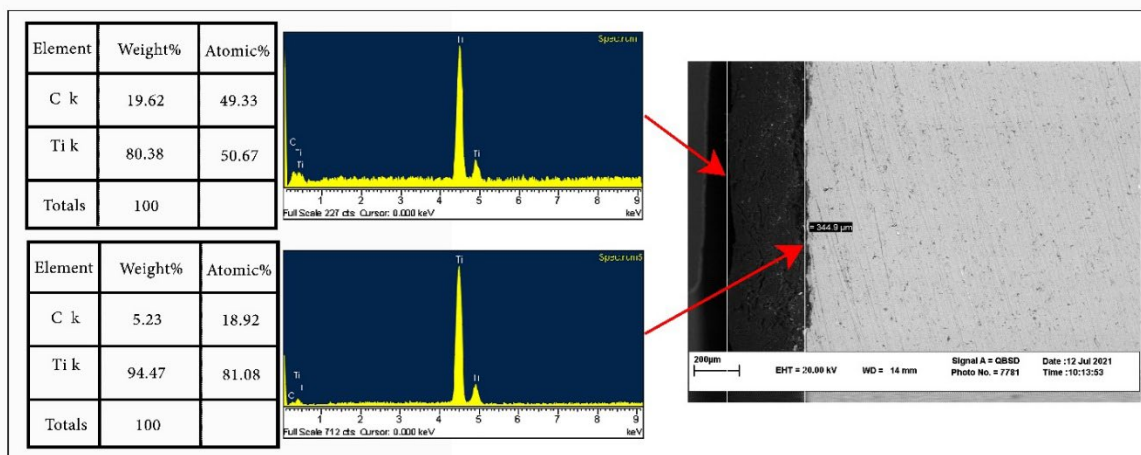 Element Weight% Atomic%
C k 19.62 49.33
Ti k 80.38 50.67
Totals 100
Spectrum
Ti
C
Ti
Ti
Ti
1 2 3 4 5 6 7 8 9
Full Scale 227 cts Cursor: 0.000 keV keV
Element Weight% Atomic%
C k 5.23 18.92
Ti k 94.47 81.08
Totals 100
Spectrum5
Ti
Ti
C
1 2 3 4 5 6 7 8 9
Full Scale 712 cts Cursor: 0.000 keV keV
= 344.9 µm
200µm
EHT = 20.00 kV WD = 14 mm
Signal A = QBSD Date :12 Jul 2021
Photo No. = 7781 Time :10:13:53